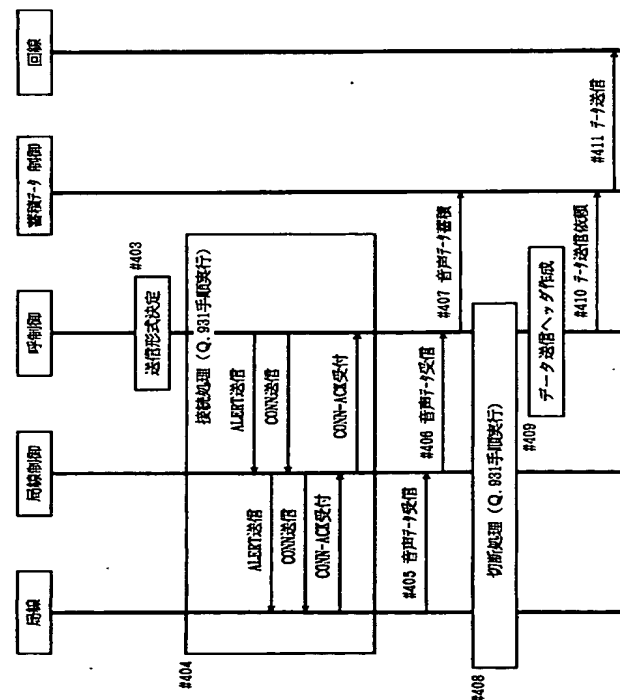 局線
局線制御
呼制御
蓄積データ 制御
回線
#403
送信形式決定
#404
接続処理(Q.931手順実行)
ALERT送信
ALERT送信
CONN送信
CONN送信
CONN-ACK受付
CONN-ACK受付
#405 音声データ受信
#406 音声データ受信
#407 音声データ蓄積
#408
切断処理(Q.931手順実行)
#409
データ送信ヘッダ作成
#410 データ送信依頼
#411 データ送信